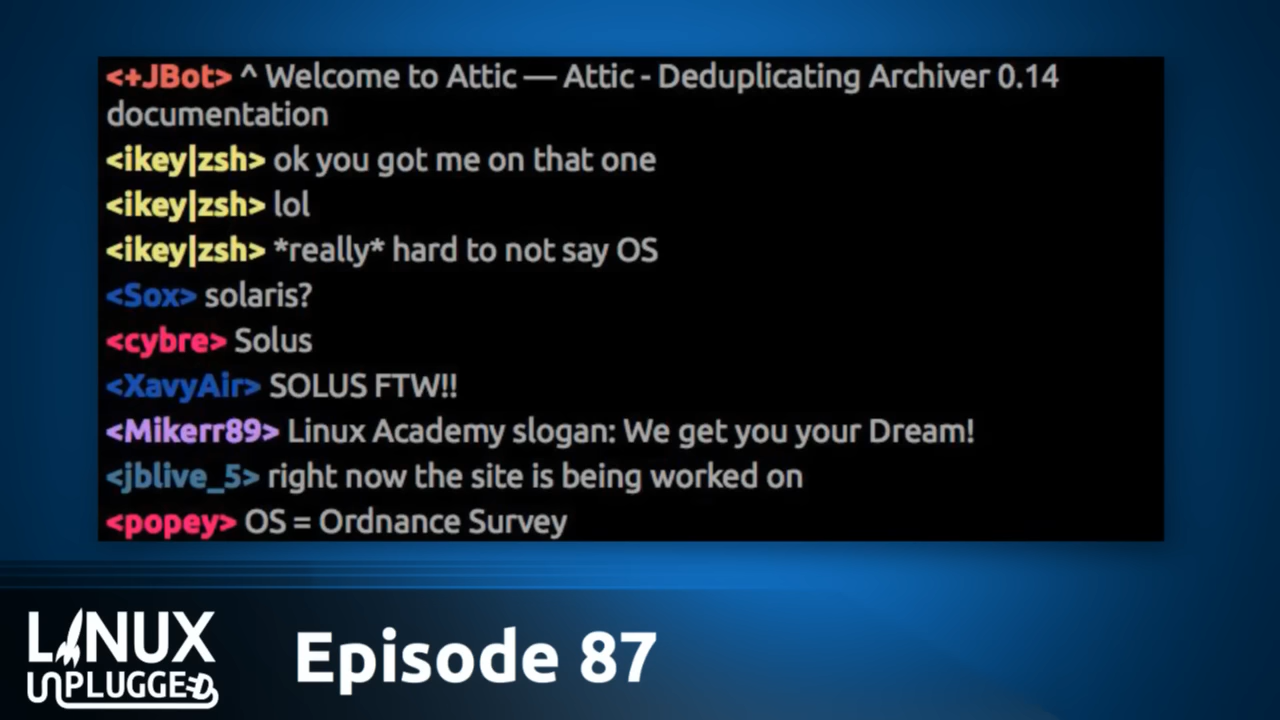 <+JBot> ^ Welcome to Attic — Attic - Deduplicating Archiver 0.14
documentation
<ikey|zsh> ok you got me on that one
<ikey|zsh> lol
<ikey|zsh> *really* hard to not say OS
<Sox> solaris?
<cybre> Solus
<XavyAir> SOLUS FTW!!
<Mikerr89> Linux Academy slogan: We get you your Dream!
<jblive_5> right now the site is being worked on
<popey> OS = Ordnance Survey
LINUX
UNPLUGGED
Episode 87